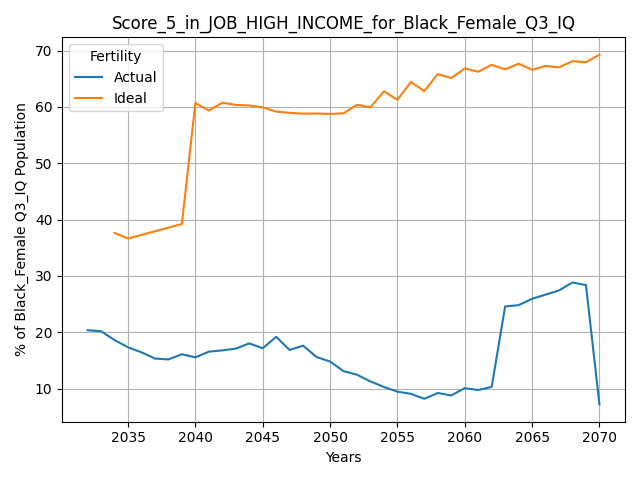 Score_5_in_JOB_HIGH_INCOME_for_Black_Female_Q3_IQ
Fertility
Actual
Ideal
% of Black_Female Q3_IQ Population
70
60
50
40
30
20
10
2035 2040 2045 2050 2055 2060 2065 2070
Years